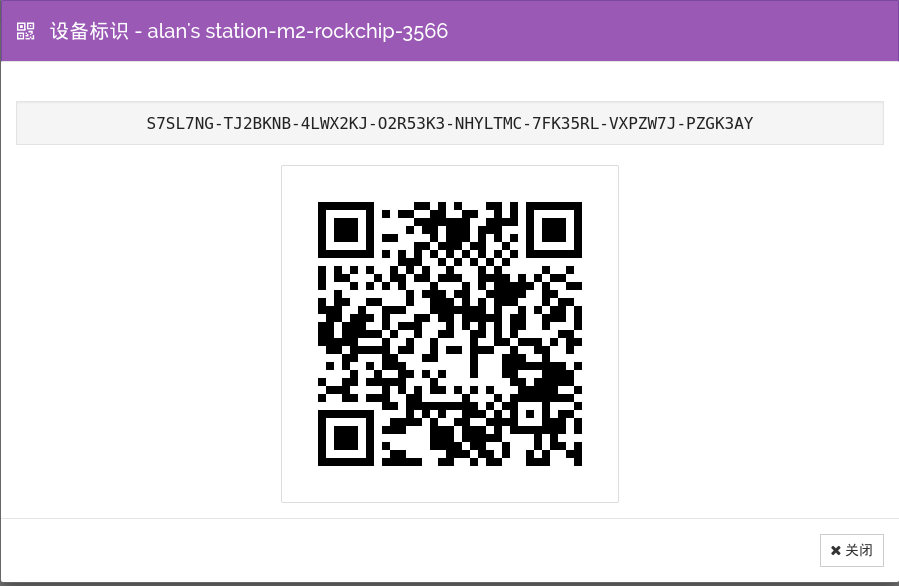 设备标识 - alan's station-m2-rockchip-3566
S7SL7NG-TJ2BKNB-4LWX2KJ-O2R53K3-NHYLTMC-7FK35RL-VXPZW7J-PZGK3AY
关闭